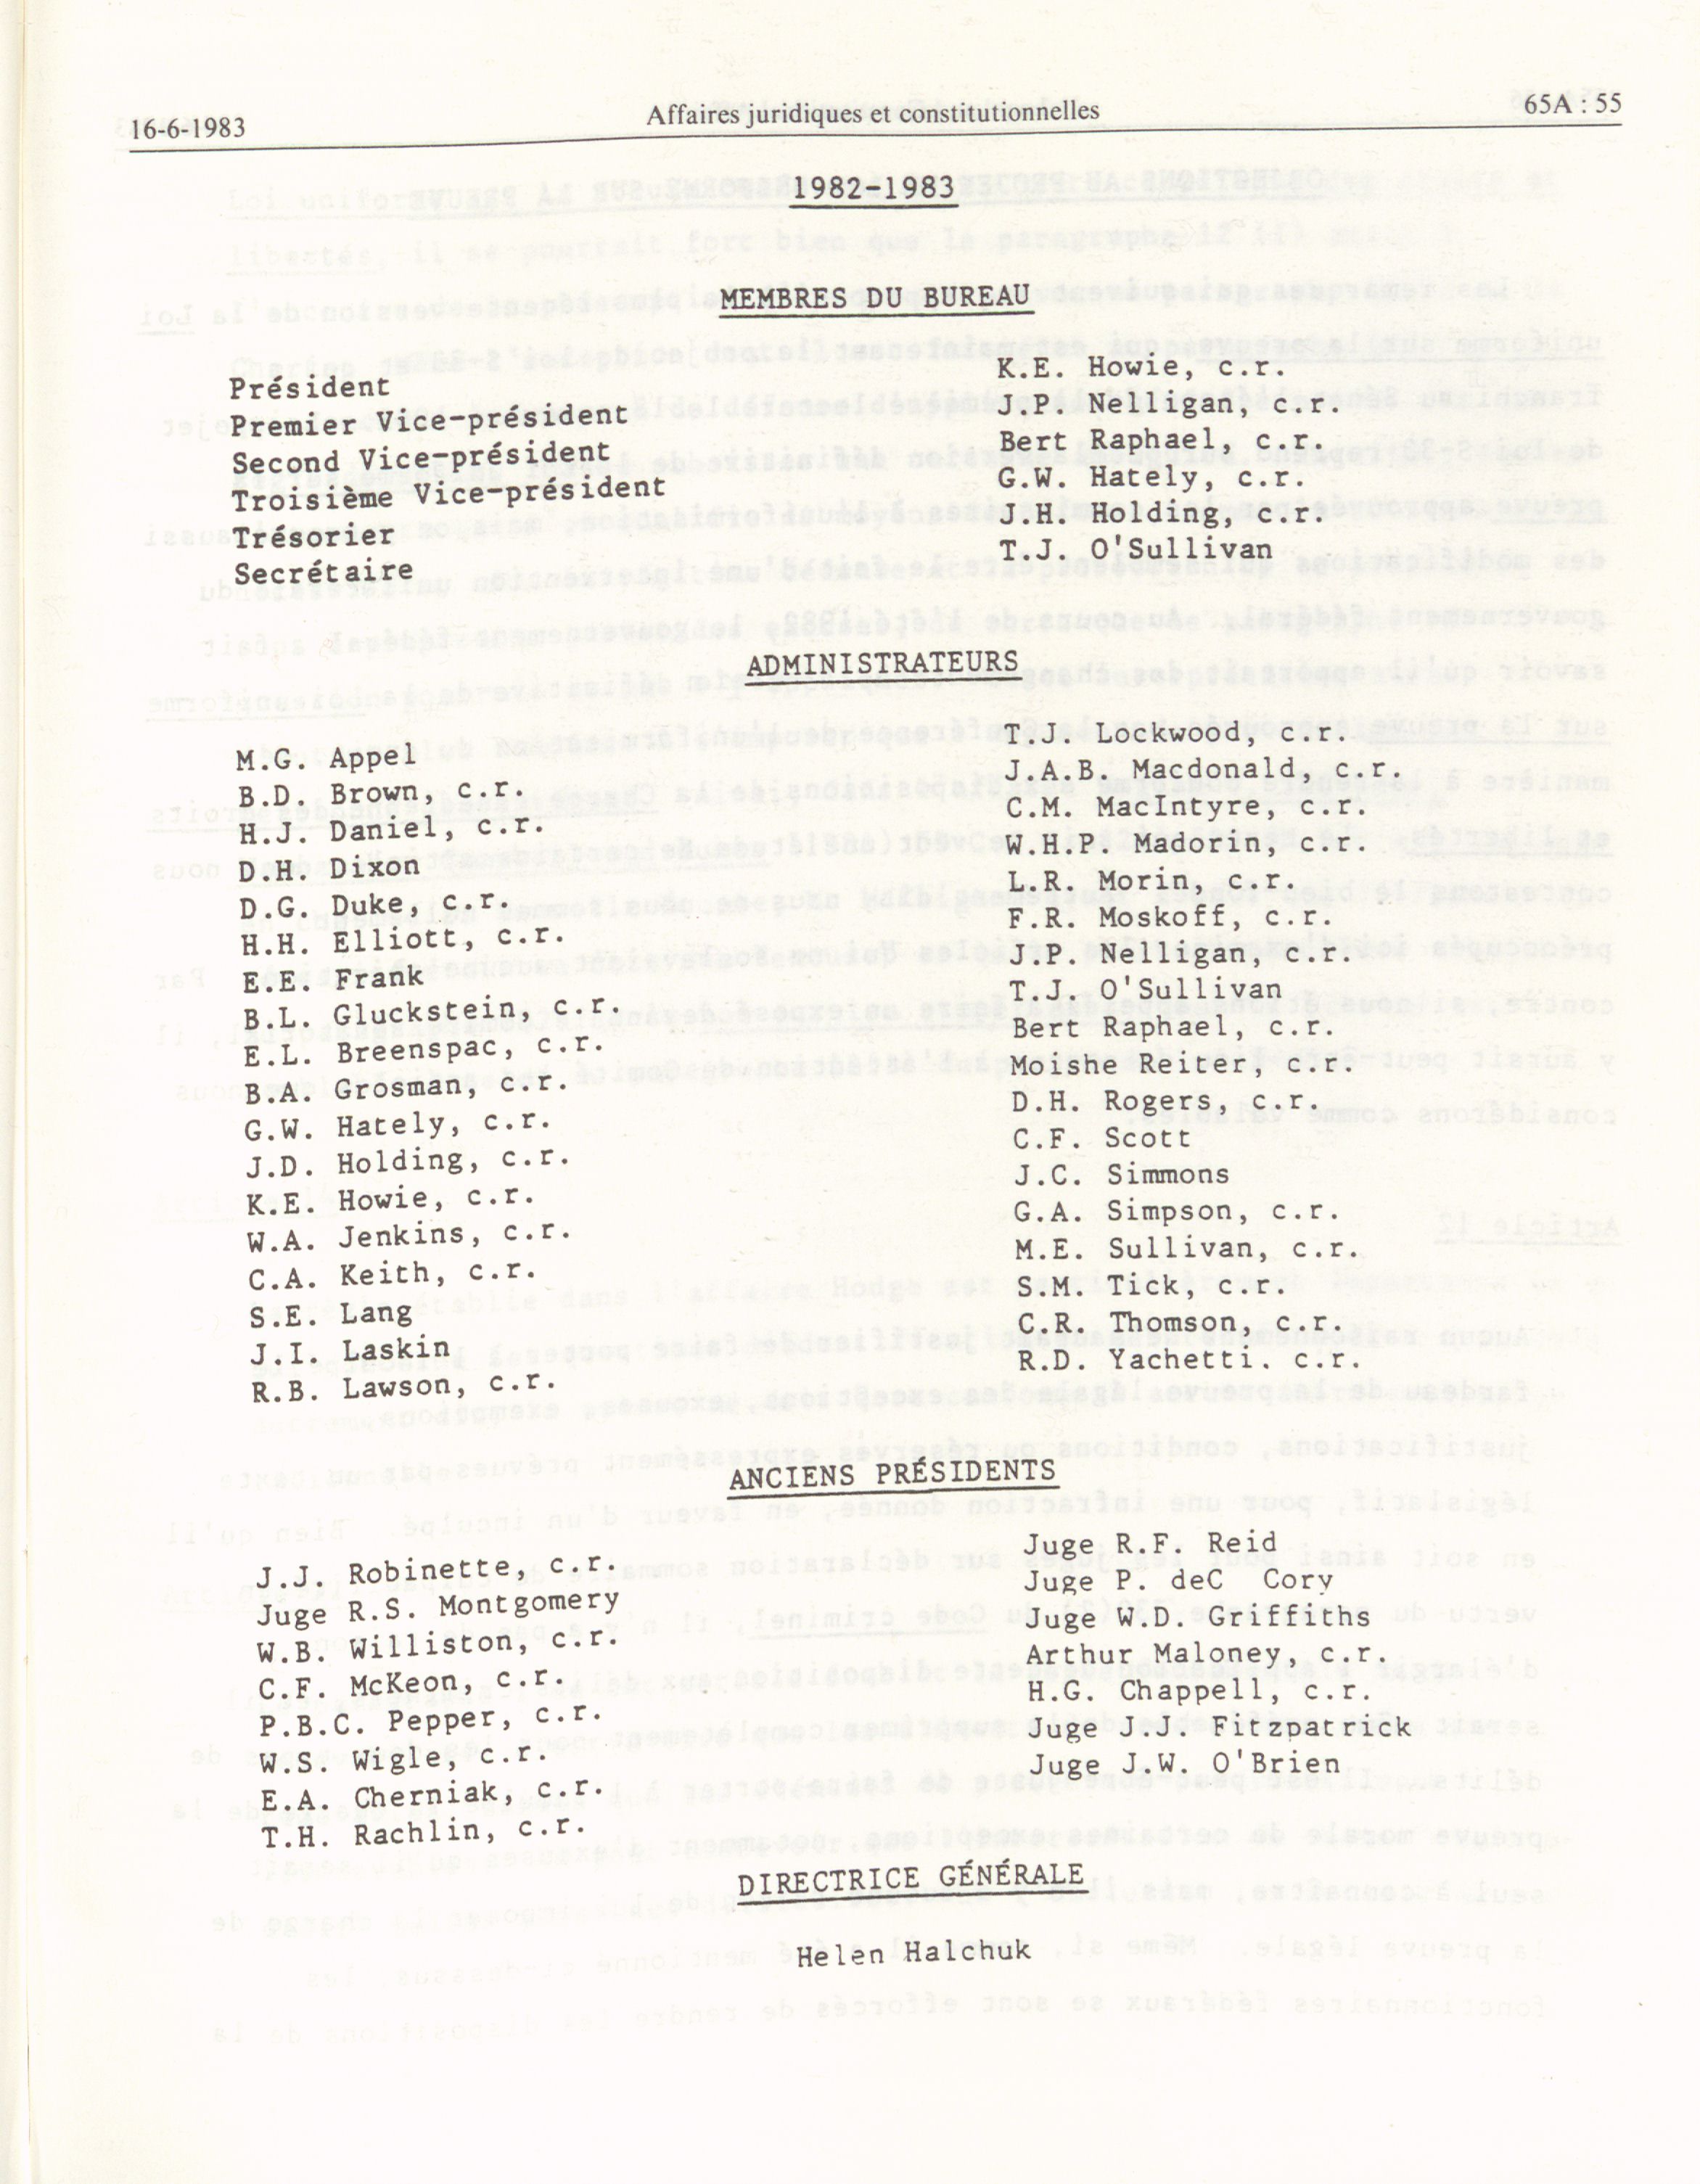 16-6-1983 Affaires juridiques et constitutionnelles 65A : 55
1982-1983
MEMBRES DU BUREAU
Président K.E. Howie, c.r.
Premier Vice-président J.P. Nelligan, c.r.
Second Vice-président Bert Raphael, c.r.
Troisième Vice-président G.W. Hately, c.r.
Trésorier J.H. Holding, c.r.
Secrétaire T.J. O'Sullivan
ADMINISTRATEURS
M.G. Appel
B.D. Brown, c.r.
H.J. Daniel, c.r.
D.H. Dixon
D.G. Duke, c.r.
H.H. Elliott, c.r.
E.E. Frank
B.L. Gluckstein, c.r.
E.L. Breenspac, c.r.
B.A. Grosman, c.r.
G.W. Hately, c.r.
J.D. Holding, c.r.
K.E. Howie, c.r.
W.A. Jenkins, c.r.
C.A. Keith, c.r.
S.E. Lang
J.I. Laskin
R.B. Lawson, c.r.
T.J. Lockwood, c.r.
J.A.B. Macdonald, c.r.
C.M. MacIntyre, c.r.
W.H.P. Madorin, c.r.
L.R. Morin, c.r.
F.R. Moskoff, c.r.
J.P. Nelligan, c.r.
T.J. O'Sullivan
Bert Raphael, c.r.
Moishe Reiter, c.r.
D.H. Rogers, c.r.
C.F. Scott
J.C. Simmons
G.A. Simpson, c.r.
M.E. Sullivan, c.r.
S.M. Tick, c.r.
C.R. Thomson, c.r.
R.D. Yachetti. c.r.
ANCIENS PRÉSIDENTS
J.J. Robinette, c.r.
Juge R.S. Montgomery
W.B. Williston, c.r.
C.F. McKeon, c.r.
P.B.C. Pepper, c.r.
W.S. Wigle, c.r.
E.A. Cherniak, c.r.
T.H. Rachlin, c.r.
Juge R.F. Reid
Juge P. deC Cory
Juge W.D. Griffiths
Arthur Maloney, c.r.
H.G. Chappell, c.r.
Juge J.J. Fitzpatrick
Juge J.W. O'Brien
DIRECTRICE GÉNÉRALE
Helen Halchuk